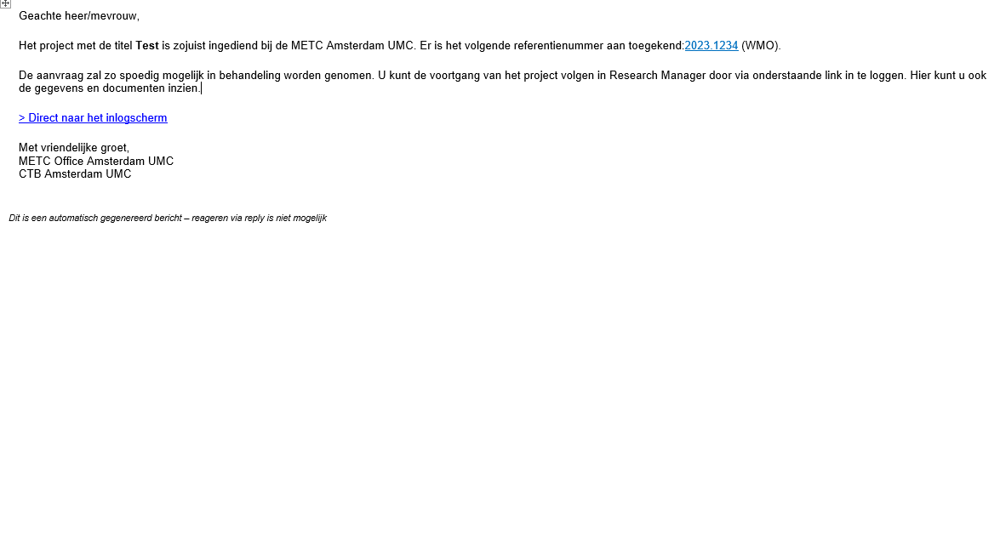 Geachte heer/mevrouw,
Het project met de titel Test is zojuist ingediend bij de METC Amsterdam UMC. Er is het volgende referentienummer aan toegekend:2023.1234 (WMO).
De aanvraag zal zo spoedig mogelijk in behandeling worden genomen. U kunt de voortgang van het project volgen in Research Manager door via onderstaande link in te loggen. Hier kunt u ook
de gegevens en documenten inzien.
> Direct naar het inlogscherm
Met vriendelijke groet,
METC Office Amsterdam UMC
CTB Amsterdam UMC
Dit is een automatisch gegenereerd bericht – reageren via reply is niet mogelijk